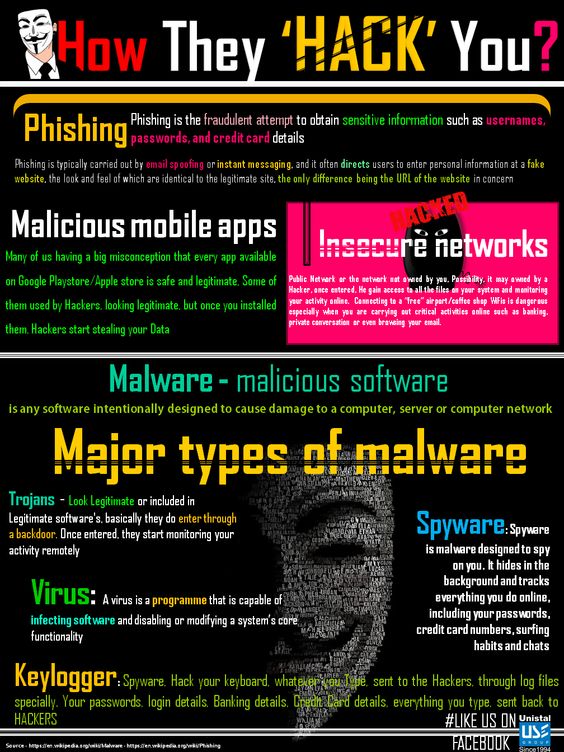 How They 'HACK' You?
Phishing
Phishing is the fraudulent attempt to obtain sensitive information such as usernames,
passwords, and credit card details
Phishing is typically carried out by email spoofing or instant messaging, and it often directs users to enter personal information at a fake
website, the look and feel of which are identical to the legitimate site, the only difference being the URL of the website in concern
Malicious mobile apps
Many of us having a big misconception that every app available
on Google Playstore/Apple store is safe and legitimate. Some of
them used by Hackers, looking legitimate, but once you installed
them, Hackers start stealing your Data
HACKED
Insecure networks
Public Network or the network not owned by you, Possibility, it may owned by a
Hacker, once entered, He gain access to all the files on your system and monitoring
your activity online. Connecting to a "free" airport/coffee shop WiFis is dangerous
especially when you are carrying out critical activities online such as banking,
private conversation or even browsing your email.
Malware - malicious software
is any software intentionally designed to cause damage to a computer, server or computer network
Major types of malware
Trojans - Look Legitimate or included in
Legitimate software's, basically they do enter through
a backdoor. Once entered, they start monitoring your
activity remotely
Spyware: Spyware
is malware designed to spy
on you. It hides in the
background and tracks
everything you do online,
including your passwords,
credit card numbers, surfing
habits and chats
Virus: A virus is a programme that is capable of
infecting software and disabling or modifying a system's core
functionality
Keylogger: Spyware, Hack your keyboard, whatever you Type, sent to the Hackers, through log files
specially. Your passwords, login details, Banking details, Credit Card details, everything you type, sent back to
HACKERS
#LIKE US ON
FACEBOOK
Unistal
USE
GROUP
Since1994
Source - https://en.wikipedia.org/wiki/Malware - https://en.wikipedia.org/wiki/Phishing